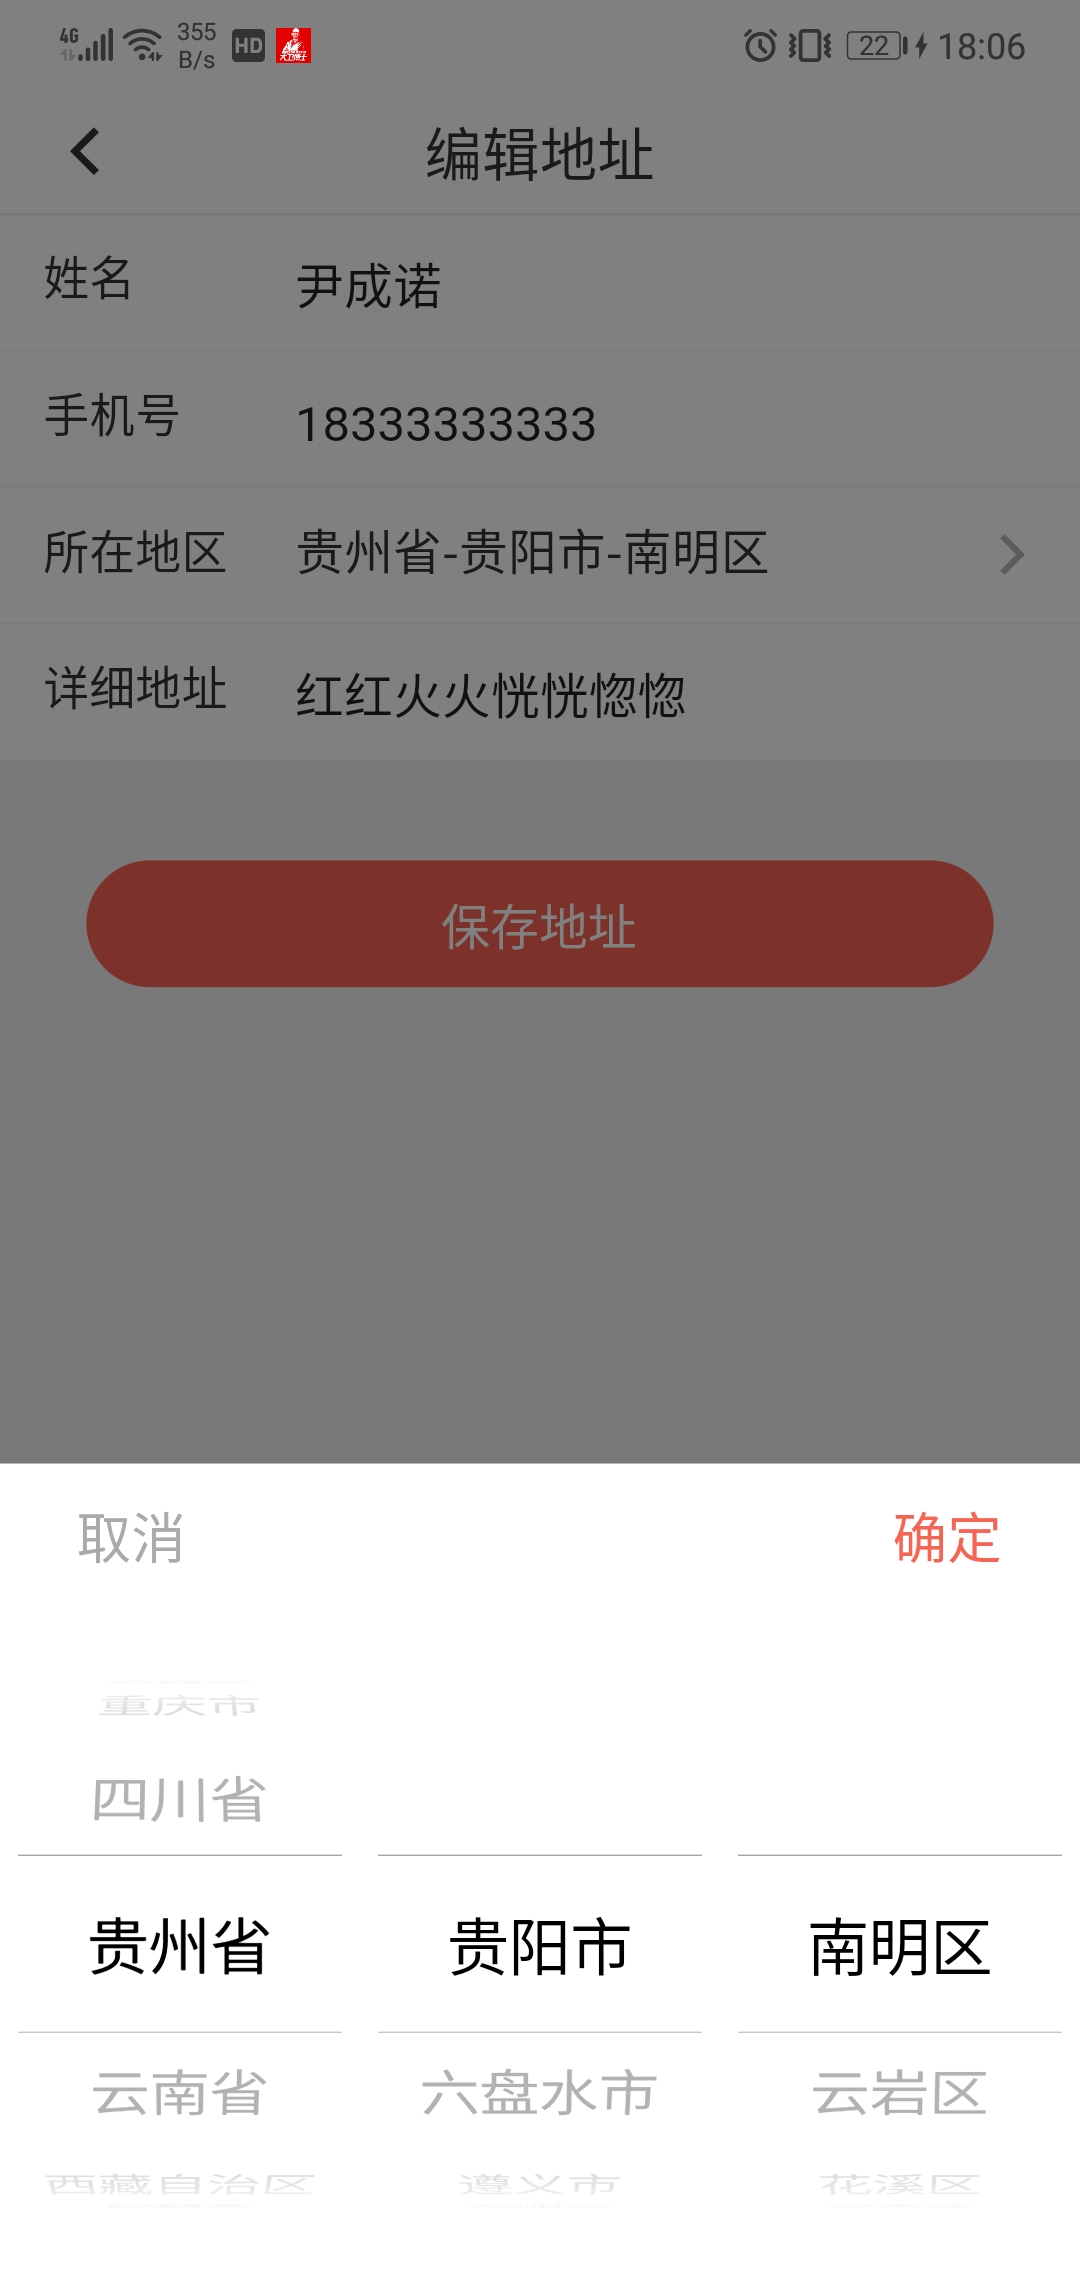 4G 355 B/s HD 22 18:06
编辑地址
姓名 尹成诺
手机号 18333333333
所在地区 贵州省-贵阳市-南明区
详细地址 红红火火恍恍惚惚
保存地址
取消 确定
重庆市
四川省
贵州省 贵阳市 南明区
云南省 六盘水市 云岩区
西藏自治区 遵义市 花溪区